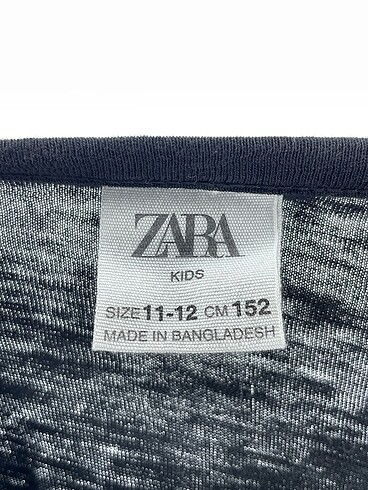 ZARA
KIDS
SIZE 11-12 CM 152
MADE IN BANGLADESH